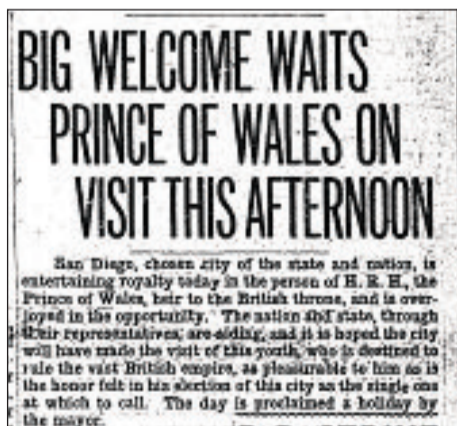 BIG WELCOME WAITS
PRINCE OF WALES ON
VISIT THIS AFTERNOON
San Diego, chosen city of the state and nation, is
entertaining royalty today in the person of H. R. H., the
Prince of Wales, heir to the British throne, and is over-
joyed in the opportunity. The nation and state, through
their representatives, are aiding, and it is hoped the city
will have made the visit of this youth, who is destined to
rule the vast British empire, as pleasurable to him as is
the honor felt in his election of this city as the single one
at which to call. The day is proclaimed a holiday by
the mayor.